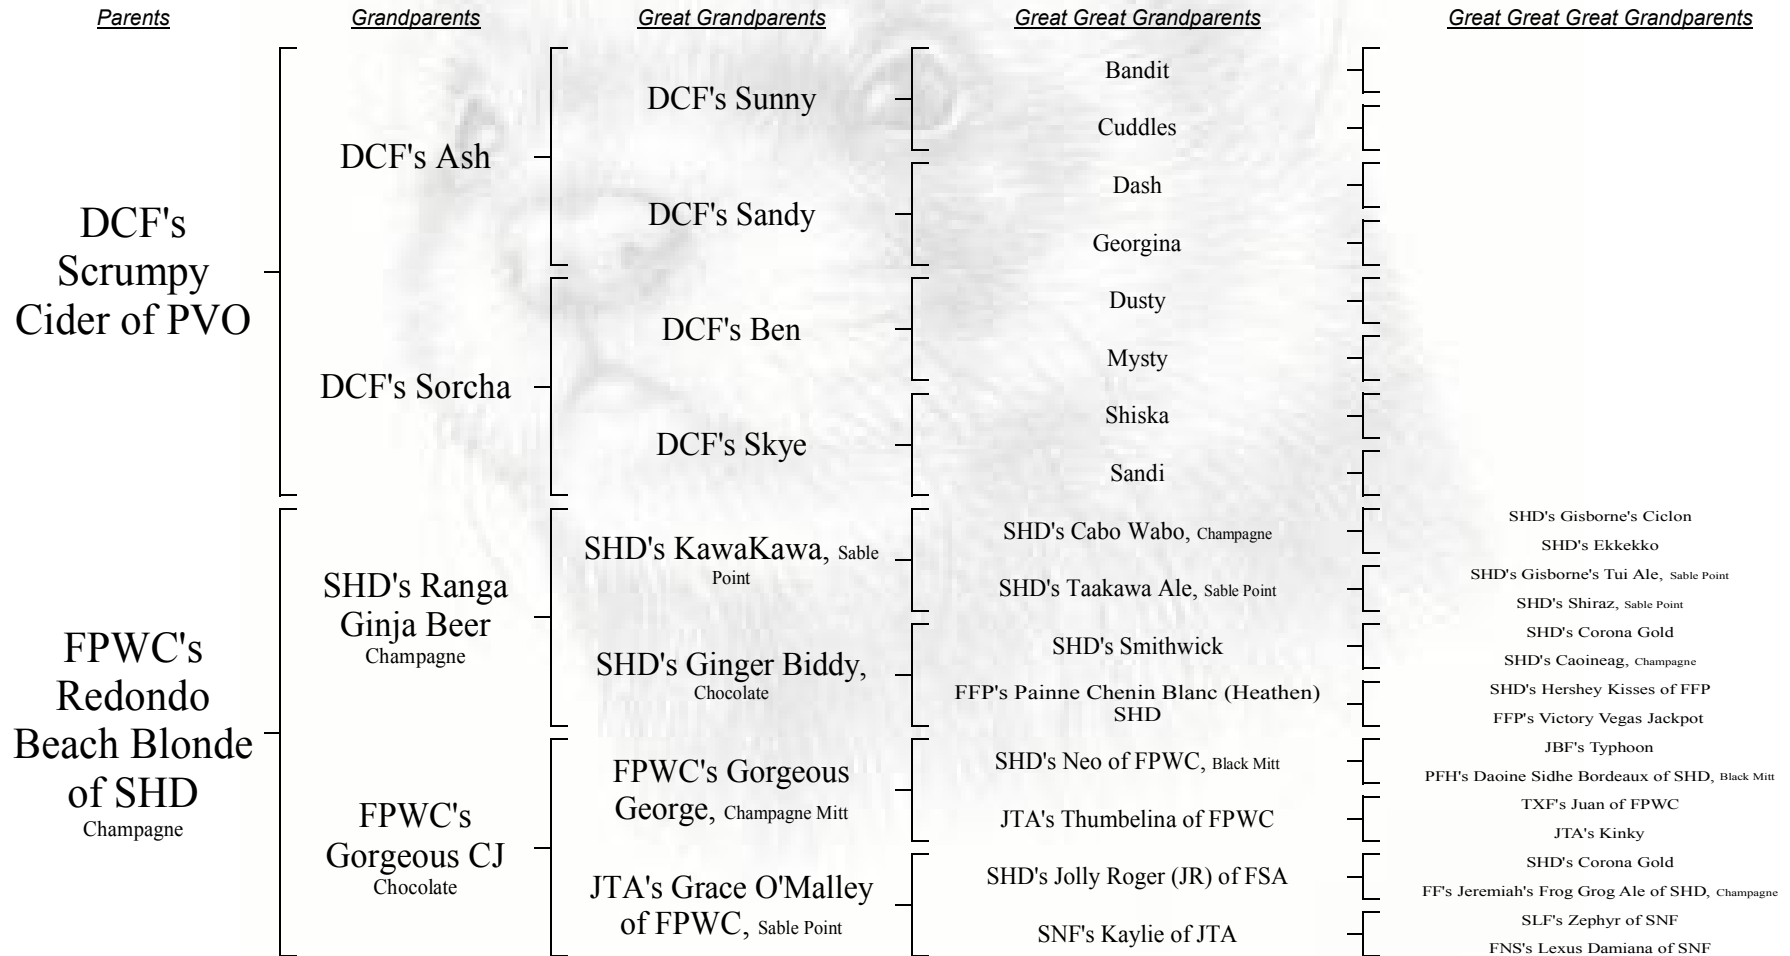 Parents
Grandparents
Great Grandparents
Great Great Grandparents
Great Great Great Grandparents
DCF's
Scrumpy
Cider of PVO
FPWC's
Redondo
Beach Blonde
of SHD
Champagne
DCF's Ash
DCF's Sorcha
SHD's Ranga
Ginja Beer
Champagne
FPWC's
Gorgeous CJ
Chocolate
DCF's Sunny
DCF's Sandy
DCF's Ben
DCF's Skye
SHD's KawaKawa, Sable
Point
SHD's Ginger Biddy,
Chocolate
FPWC's Gorgeous
George, Champagne Mitt
JTA's Grace O'Malley
of FPWC, Sable Point
Bandit
Cuddles
Dash
Georgina
Dusty
Mysty
Shiska
Sandi
SHD's Cabo Wabo, Champagne
SHD's Taakawa Ale, Sable Point
SHD's Smithwick
FFP's Painne Chenin Blanc (Heathen)
SHD
SHD's Neo of FPWC, Black Mitt
JTA's Thumbelina of FPWC
SHD's Jolly Roger (JR) of FSA
SNF's Kaylie of JTA
SHD's Gisborne's Ciclon
SHD's Ekkekko
SHD's Gisborne's Tui Ale, Sable Point
SHD's Shiraz, Sable Point
SHD's Corona Gold
SHD's Caoineag, Champagne
SHD's Hershey Kisses of FFP
FFP's Victory Vegas Jackpot
JBF's Typhoon
PFH's Daoine Sidhe Bordeaux of SHD, Black Mitt
TXF's Juan of FPWC
JTA's Kinky
SHD's Corona Gold
FF's Jeremiah's Frog Grog Ale of SHD, Champagne
SLF's Zephyr of SNF
FNS's Lexus Damiana of SNF